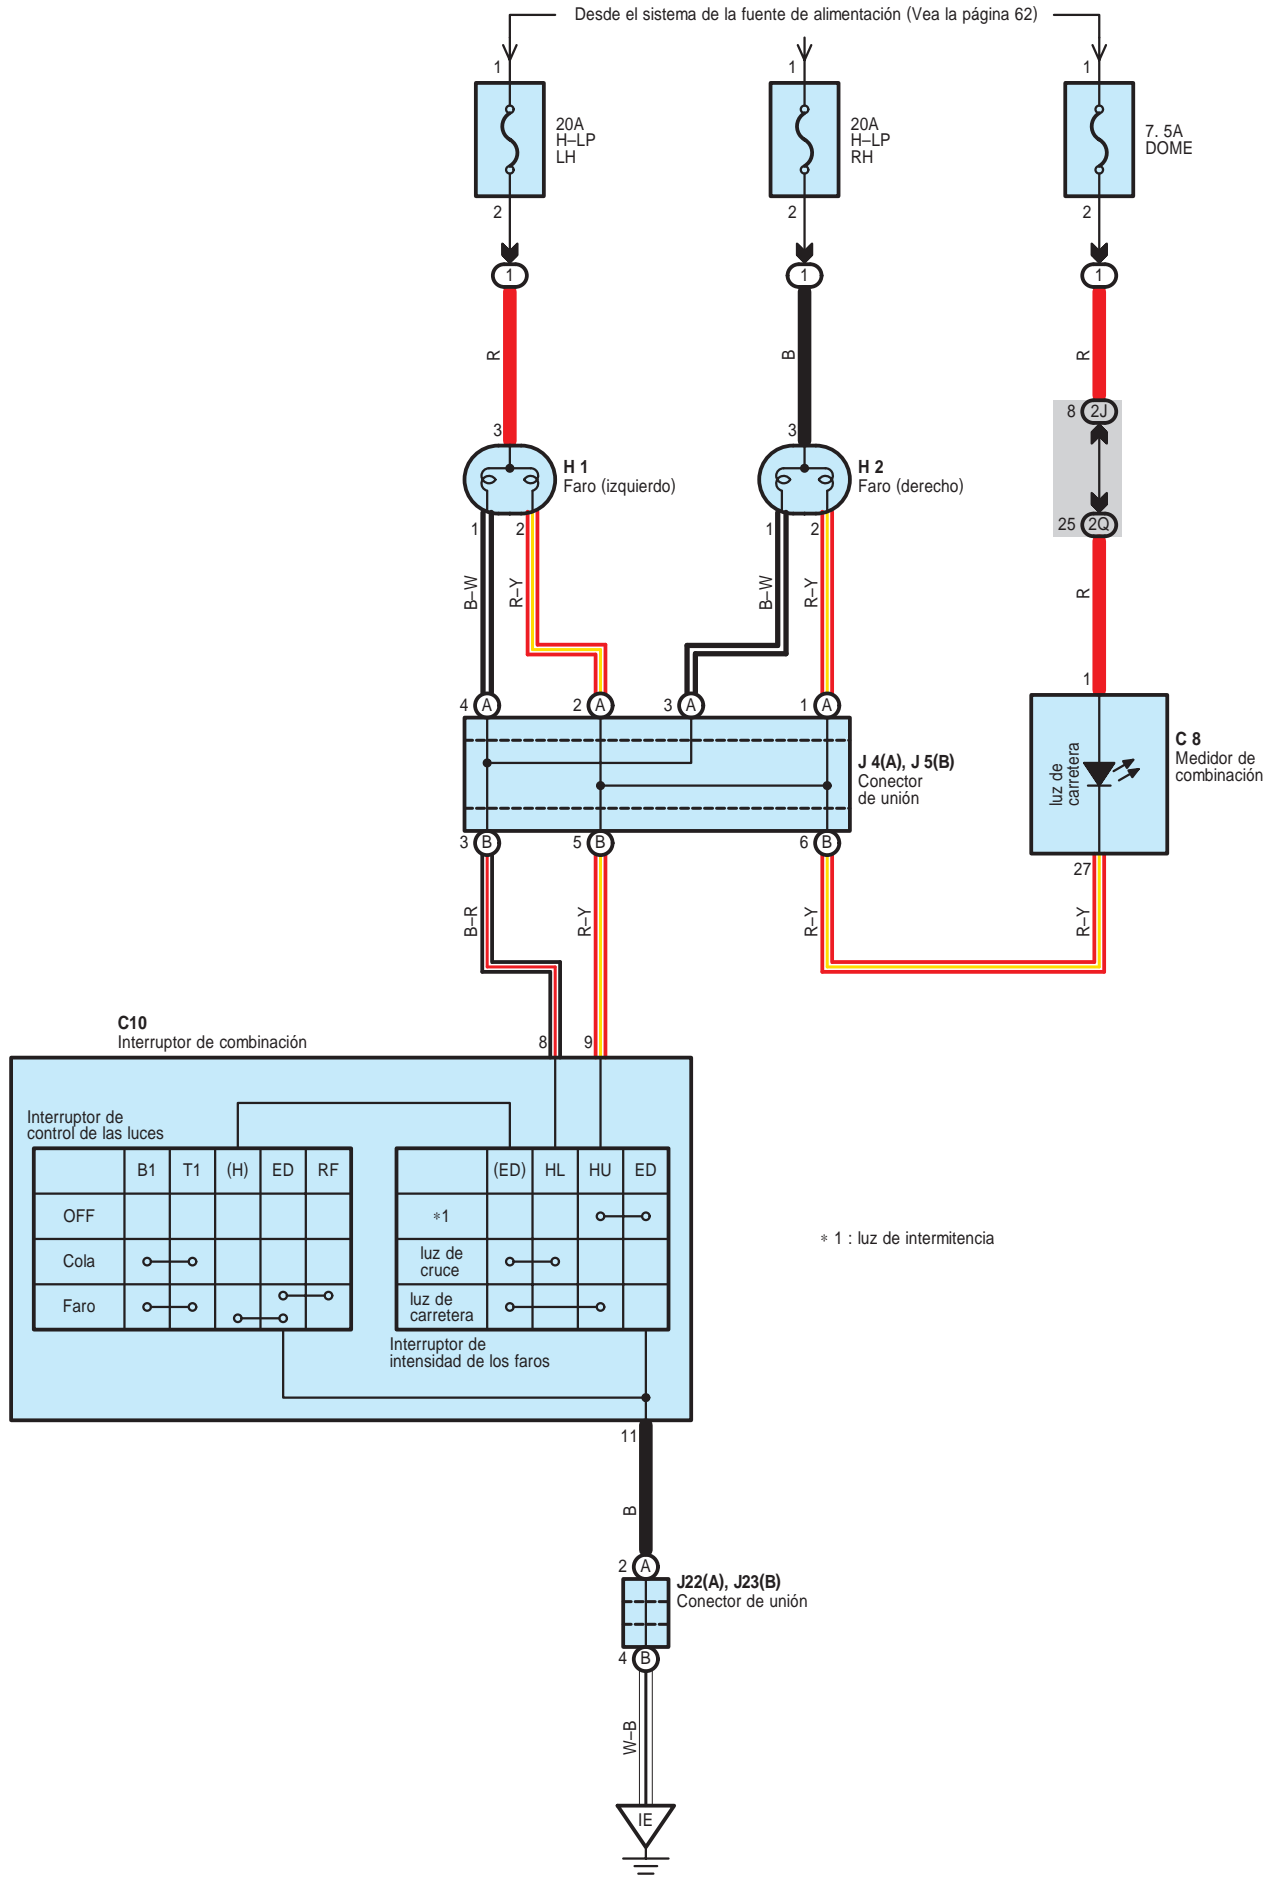 Desde el sistema de la fuente de alimentación (Vea la página 62)
1
1
1
20A
H–LP
LH
20A
H–LP
RH
7. 5A
DOME
2
2
2
1
1
1
R
B
R
8 2J
3
3
H 1
Faro (izquierdo)
H 2
Faro (derecho)
25 2Q
1
2
1
2
B–W
R–Y
B–W
R–Y
R
1
4 A
2 A
3 A
1 A
C 8
Medidor de
combinación
luz de
carretera
J 4(A), J 5(B)
Conector
de unión
3 B
5 B
6 B
27
B–R
R–Y
R–Y
R–Y
C10
Interruptor de combinación
8
9
Interruptor de
control de las luces
B1 T1 (H) ED RF
OFF
Cola
Faro
(ED) HL HU ED
∗1
luz de
cruce
luz de
carretera
Interruptor de
intensidad de los faros
∗ 1 : luz de intermitencia
11
B
2 A
J22(A), J23(B)
Conector de unión
4 B
W–B
IE